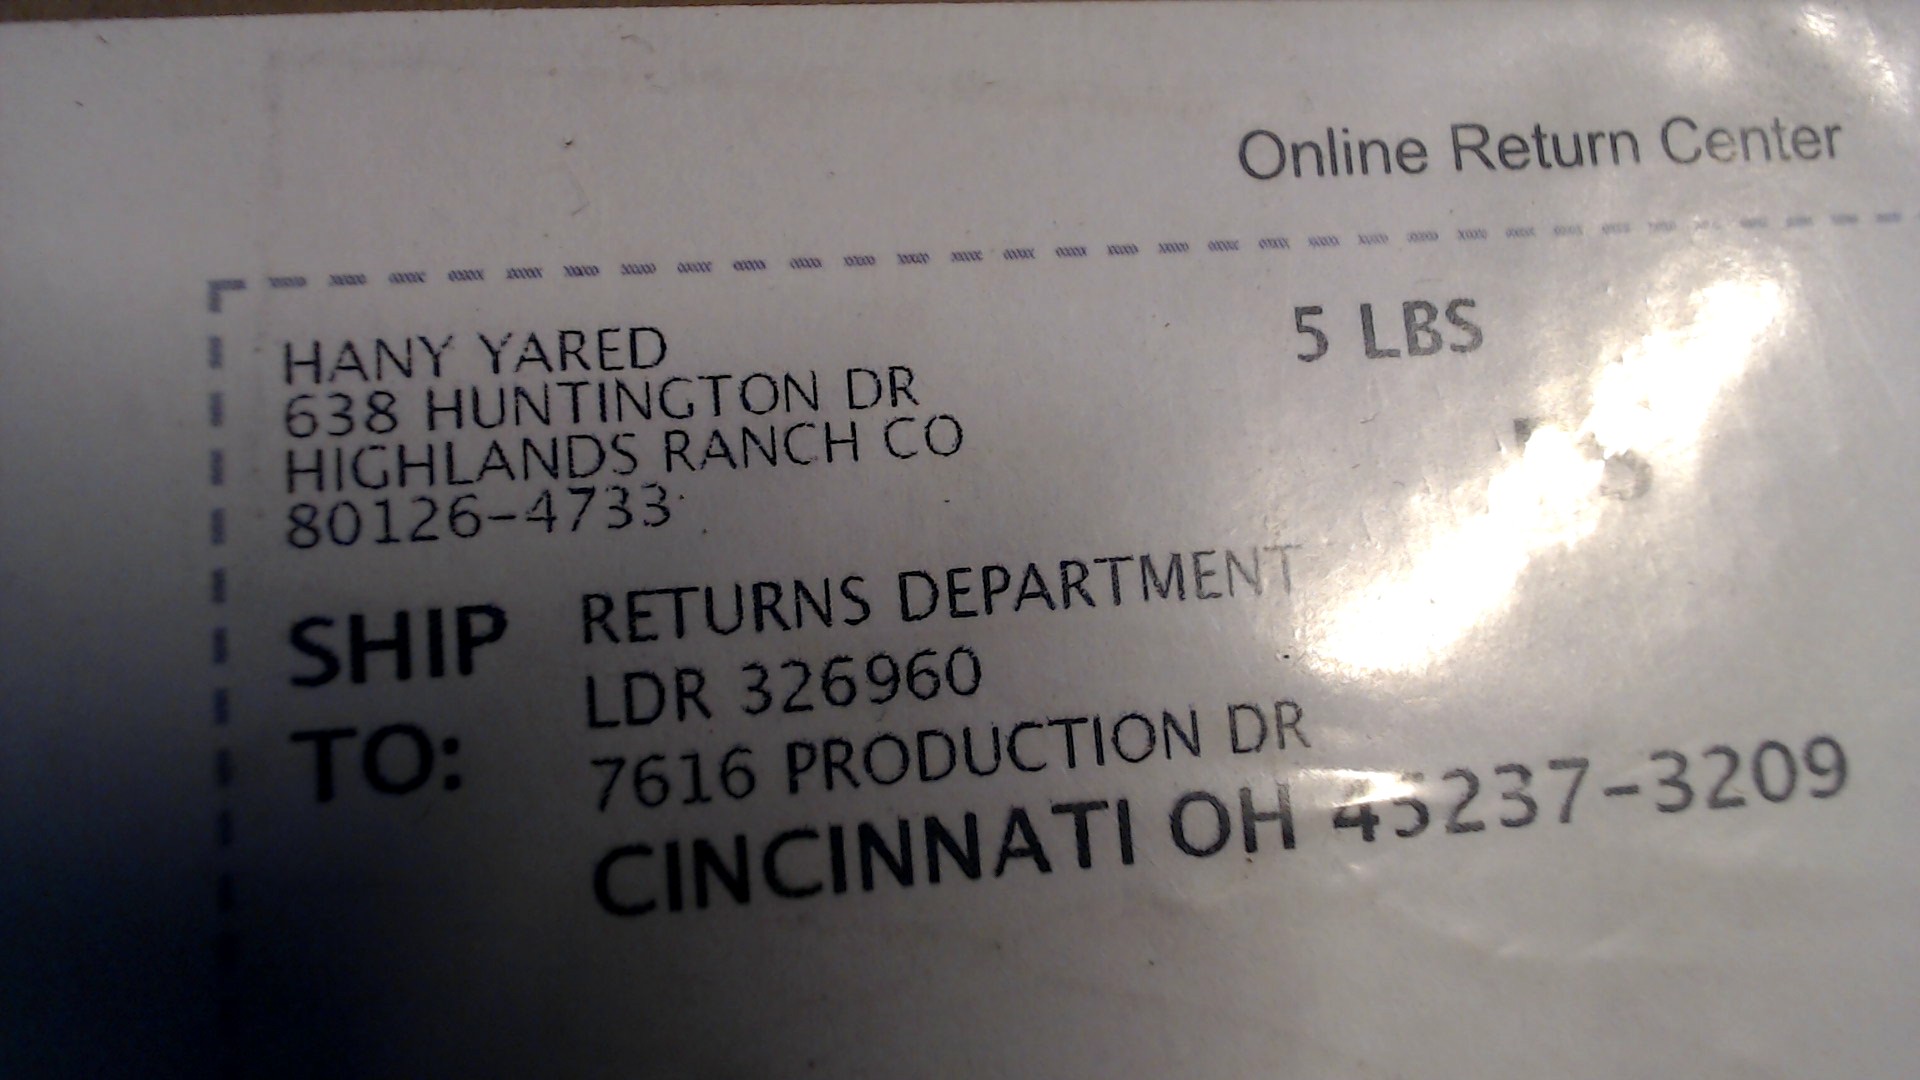 Online Return Center
HANY YARED
5 LBS
638 HUNTINGTON DR
HIGHLANDS RANCH CO
80126-4733
SHIP TO:
RETURNS DEPARTMENT
LDR 326960
7616 PRODUCTION DR
CINCINNATI OH 45237-3209